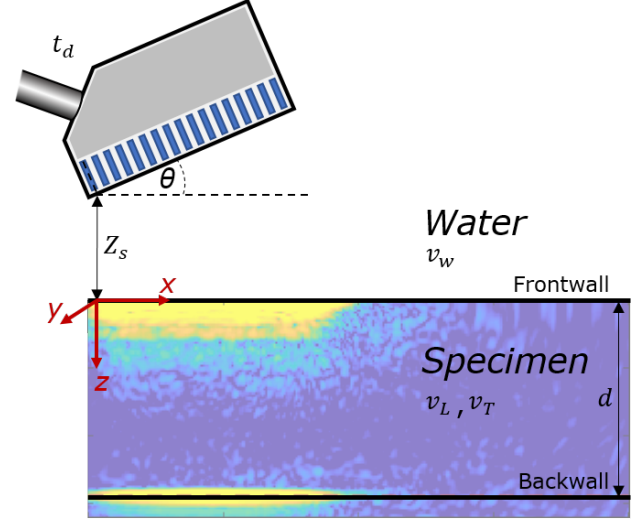 t_d
θ
Z_s
Water
v_w
Frontwall
x
y
z
Specimen
v_L , v_T
d
Backwall